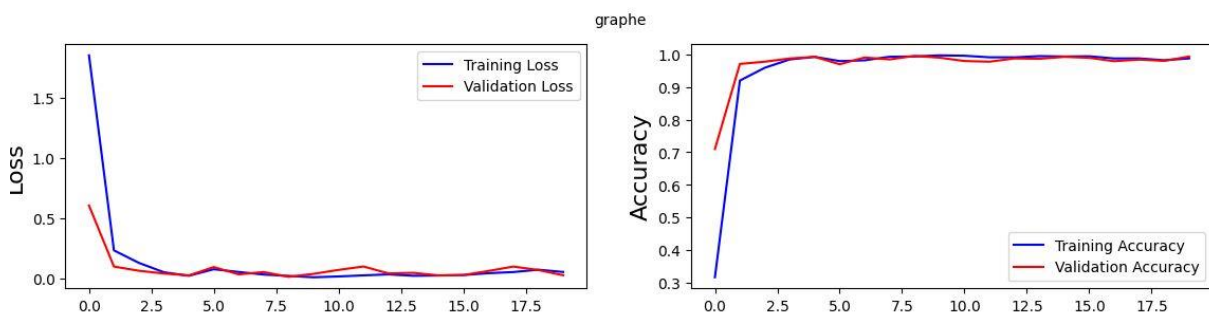 graphe
Loss
1.5
1.0
0.5
0.0
0.0 2.5 5.0 7.5 10.0 12.5 15.0 17.5
Training Loss
Validation Loss
Accuracy
1.0
0.9
0.8
0.7
0.6
0.5
0.4
0.3
0.0 2.5 5.0 7.5 10.0 12.5 15.0 17.5
Training Accuracy
Validation Accuracy